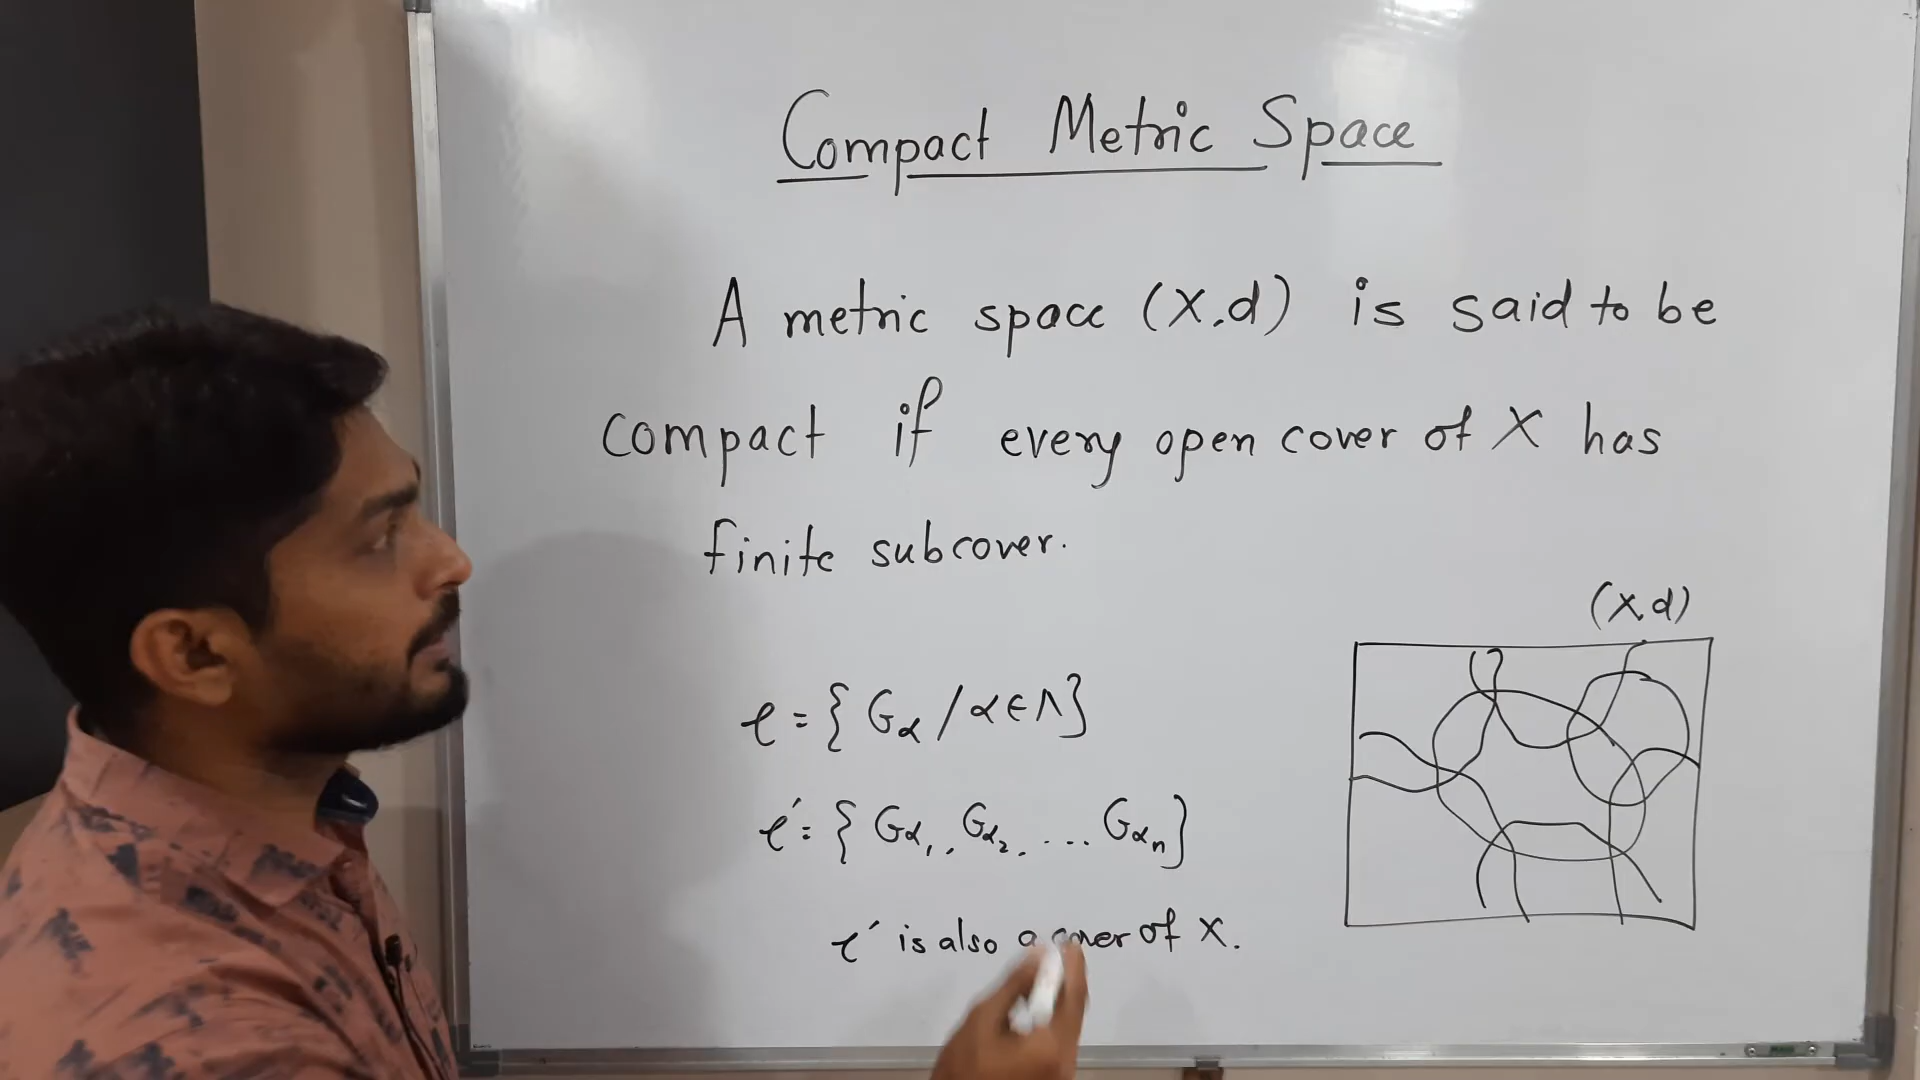 Compact Metric Space
A metric space (X,d) is said to be
compact if every open cover of X has
finite subcover.
(X,d)
𝒞 = { Gα / α ∈ Λ }
𝒞′ = { Gα₁, Gα₂, .... Gαₙ }
𝒞′ is also a cover of X.